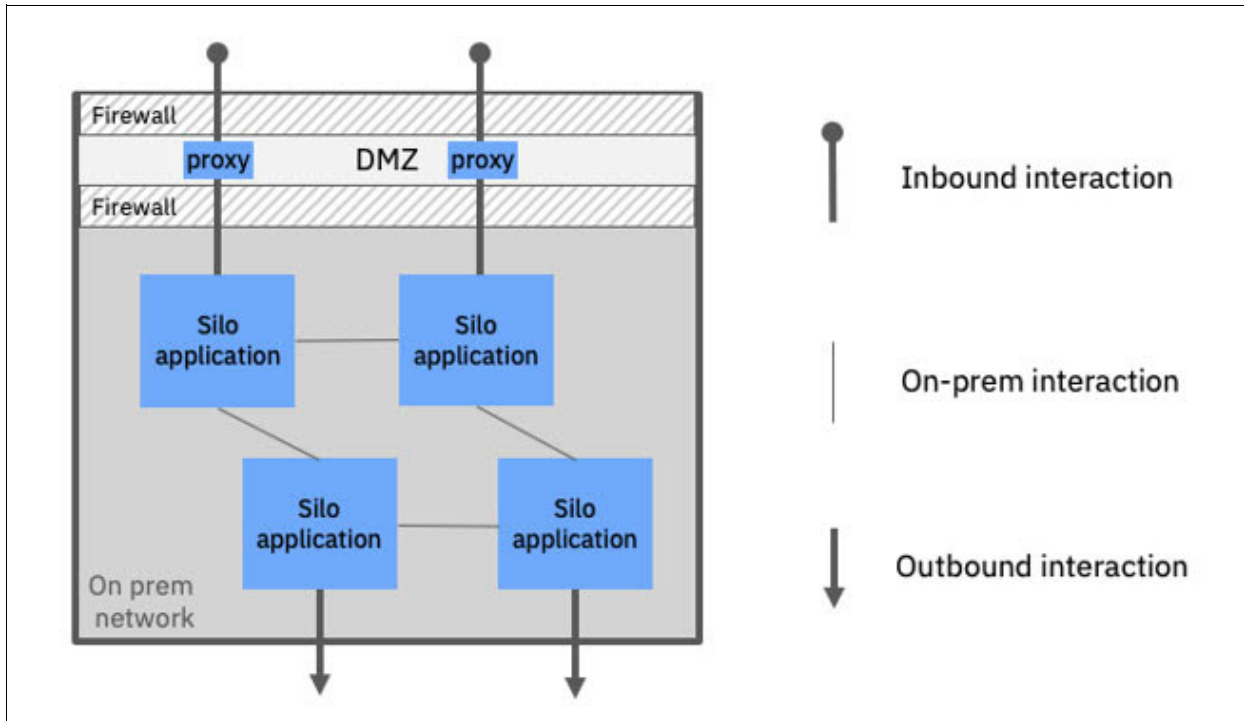 Firewall
proxy
DMZ
proxy
Firewall
Inbound interaction
Silo
application
Silo
application
On-prem interaction
Silo
application
Silo
application
Outbound interaction
On prem
network